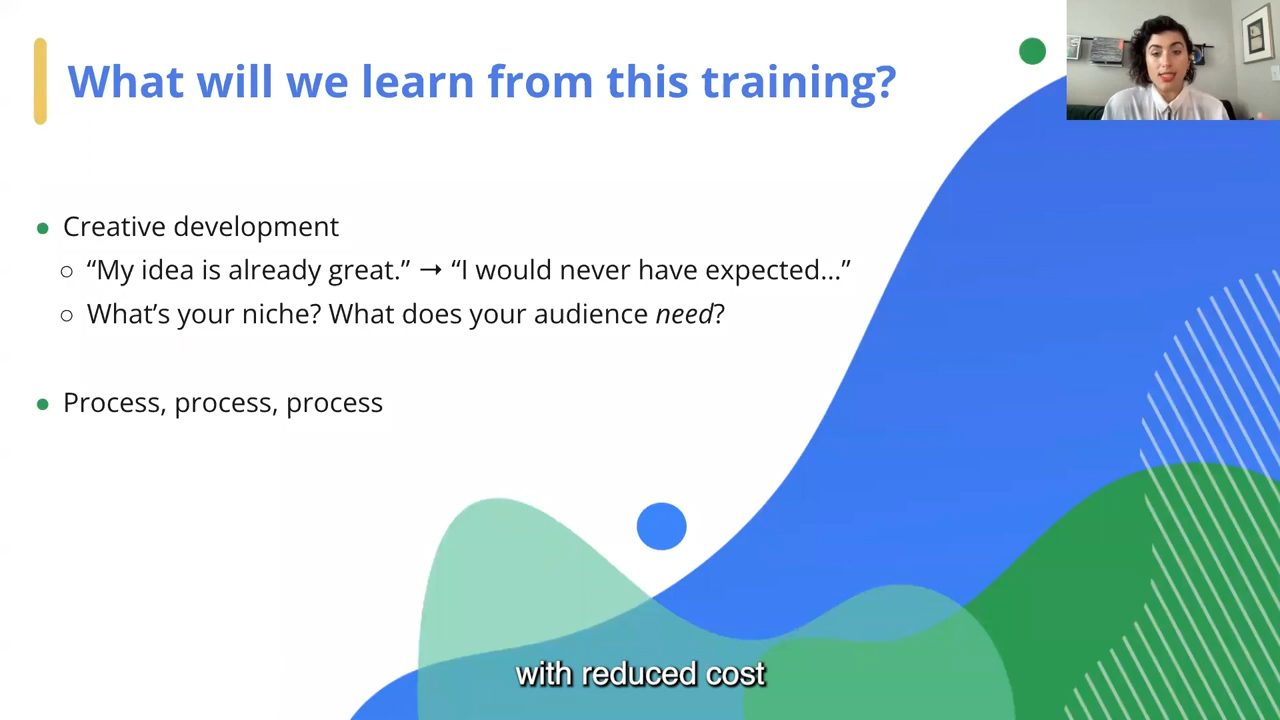 What will we learn from this training?
● Creative development
○ “My idea is already great.” → “I would never have expected...”
○ What’s your niche? What does your audience need?
● Process, process, process
with reduced cost